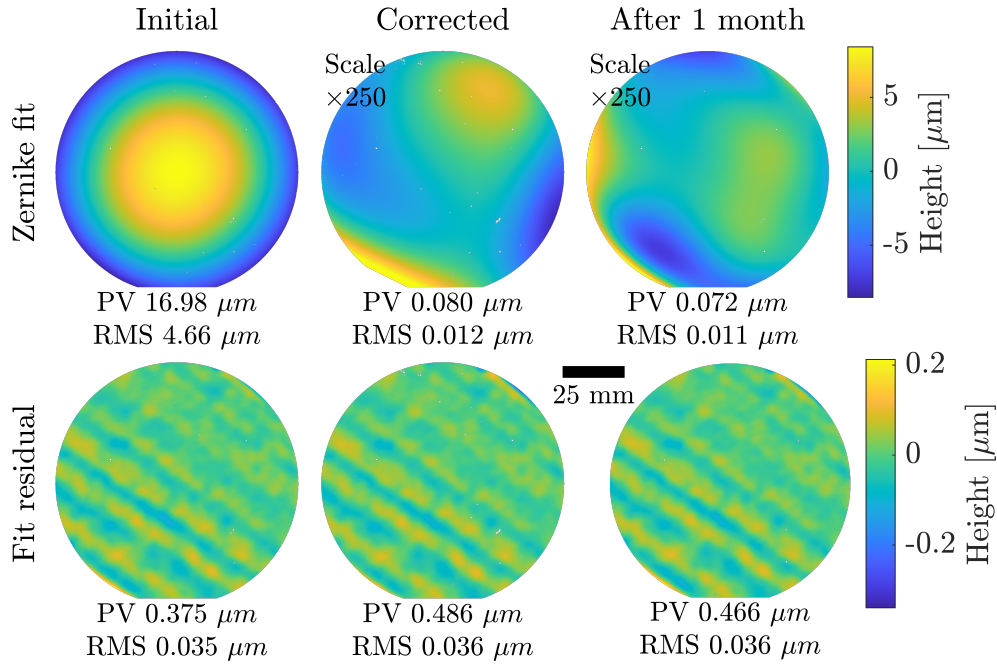 Initial
Corrected
After 1 month
Zernike fit
Scale
×250
Scale
×250
5
0
-5
Height [μm]
PV 16.98 μm
RMS 4.66 μm
PV 0.080 μm
RMS 0.012 μm
PV 0.072 μm
RMS 0.011 μm
25 mm
Fit residual
0.2
0
-0.2
Height [μm]
PV 0.375 μm
RMS 0.035 μm
PV 0.486 μm
RMS 0.036 μm
PV 0.466 μm
RMS 0.036 μm